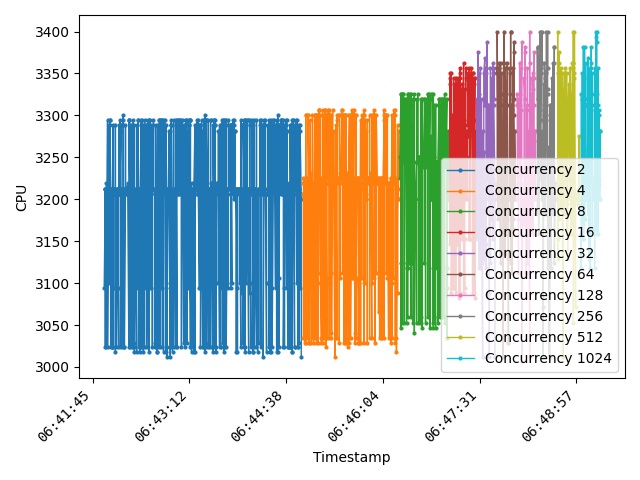 3400
3350
3300
3250
3200
3150
3100
3050
3000
CPU
Concurrency 2
Concurrency 4
Concurrency 8
Concurrency 16
Concurrency 32
Concurrency 64
Concurrency 128
Concurrency 256
Concurrency 512
Concurrency 1024
06:41:45
06:43:12
06:44:38
06:46:04
06:47:31
06:48:57
Timestamp